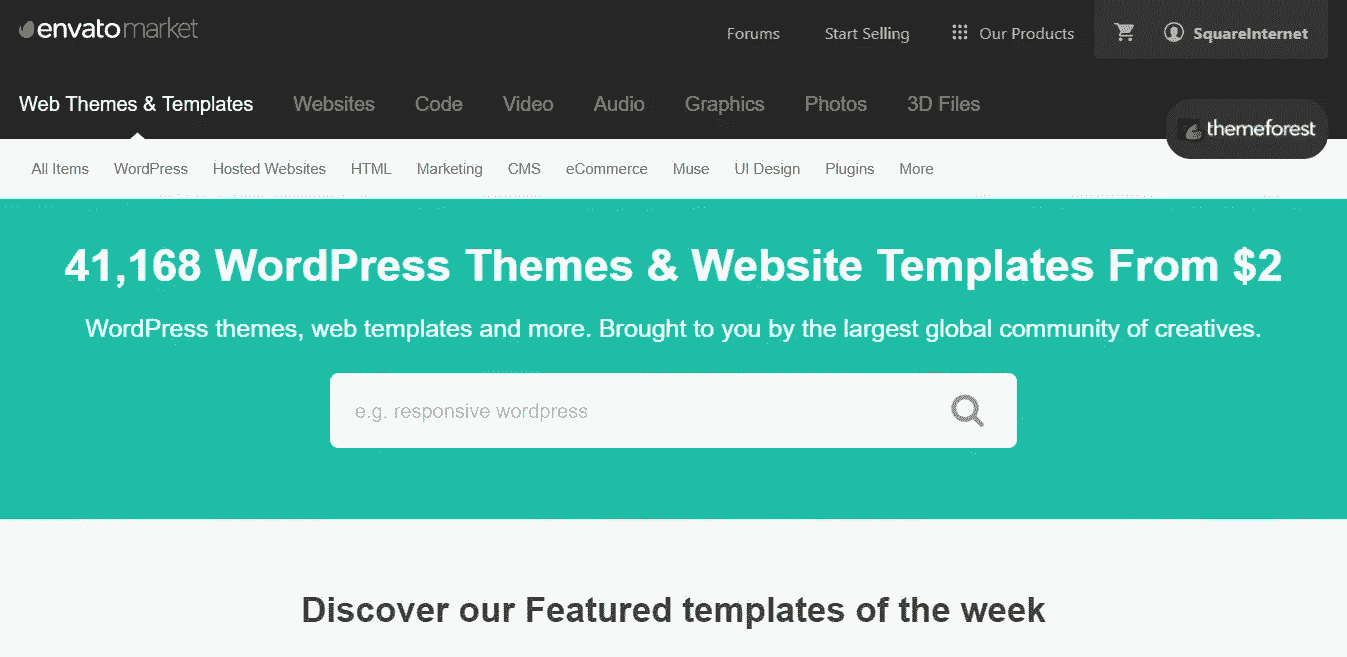 envatomarket
Forums Start Selling Our Products SquareInternet
Web Themes & Templates Websites Code Video Audio Graphics Photos 3D Files
themeforest
All Items WordPress Hosted Websites HTML Marketing CMS eCommerce Muse UI Design Plugins More
41,168 WordPress Themes & Website Templates From $2
WordPress themes, web templates and more. Brought to you by the largest global community of creatives.
e.g. responsive wordpress
Discover our Featured templates of the week